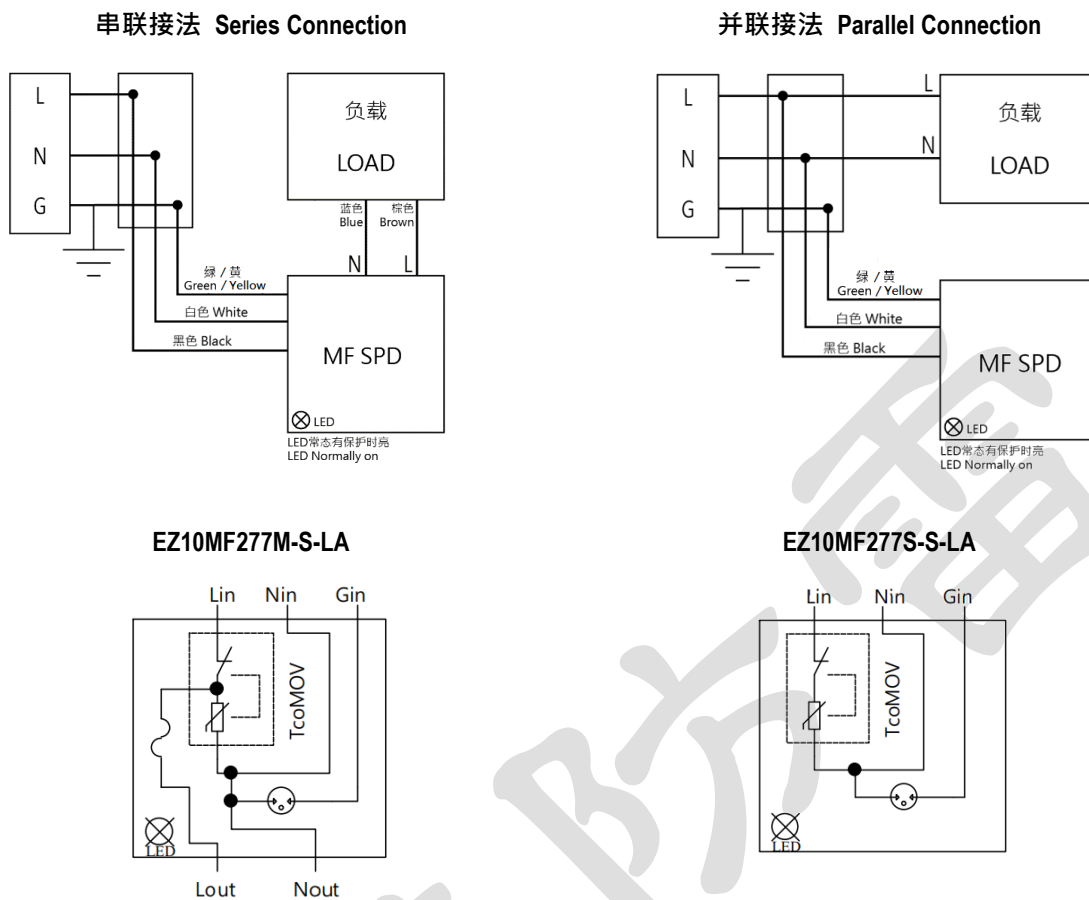 串联接法 Series Connection
L
N
G
负载
LOAD
蓝色
Blue
棕色
Brown
N
L
绿 / 黄
Green / Yellow
白色 White
黑色 Black
MF SPD
LED
LED常态有保护时亮
LED Normally on
并联接法 Parallel Connection
L
N
G
L
N
负载
LOAD
绿 / 黄
Green / Yellow
白色 White
黑色 Black
MF SPD
LED
LED常态有保护时亮
LED Normally on
EZ10MF277M-S-LA
Lin Nin Gin
TcoMOV
LED
Lout Nout
EZ10MF277S-S-LA
Lin Nin Gin
TcoMOV
LED
防雷